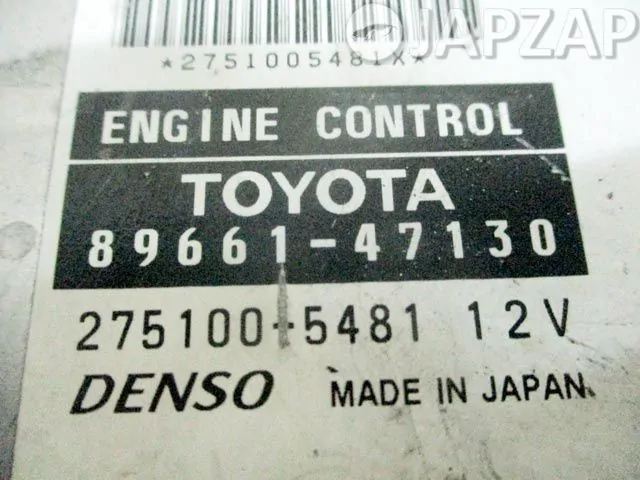 JAPZAP
*2751005481X*
ENGINE CONTROL
TOYOTA
89661-47130
275100-5481 12V
DENSO MADE IN JAPAN.